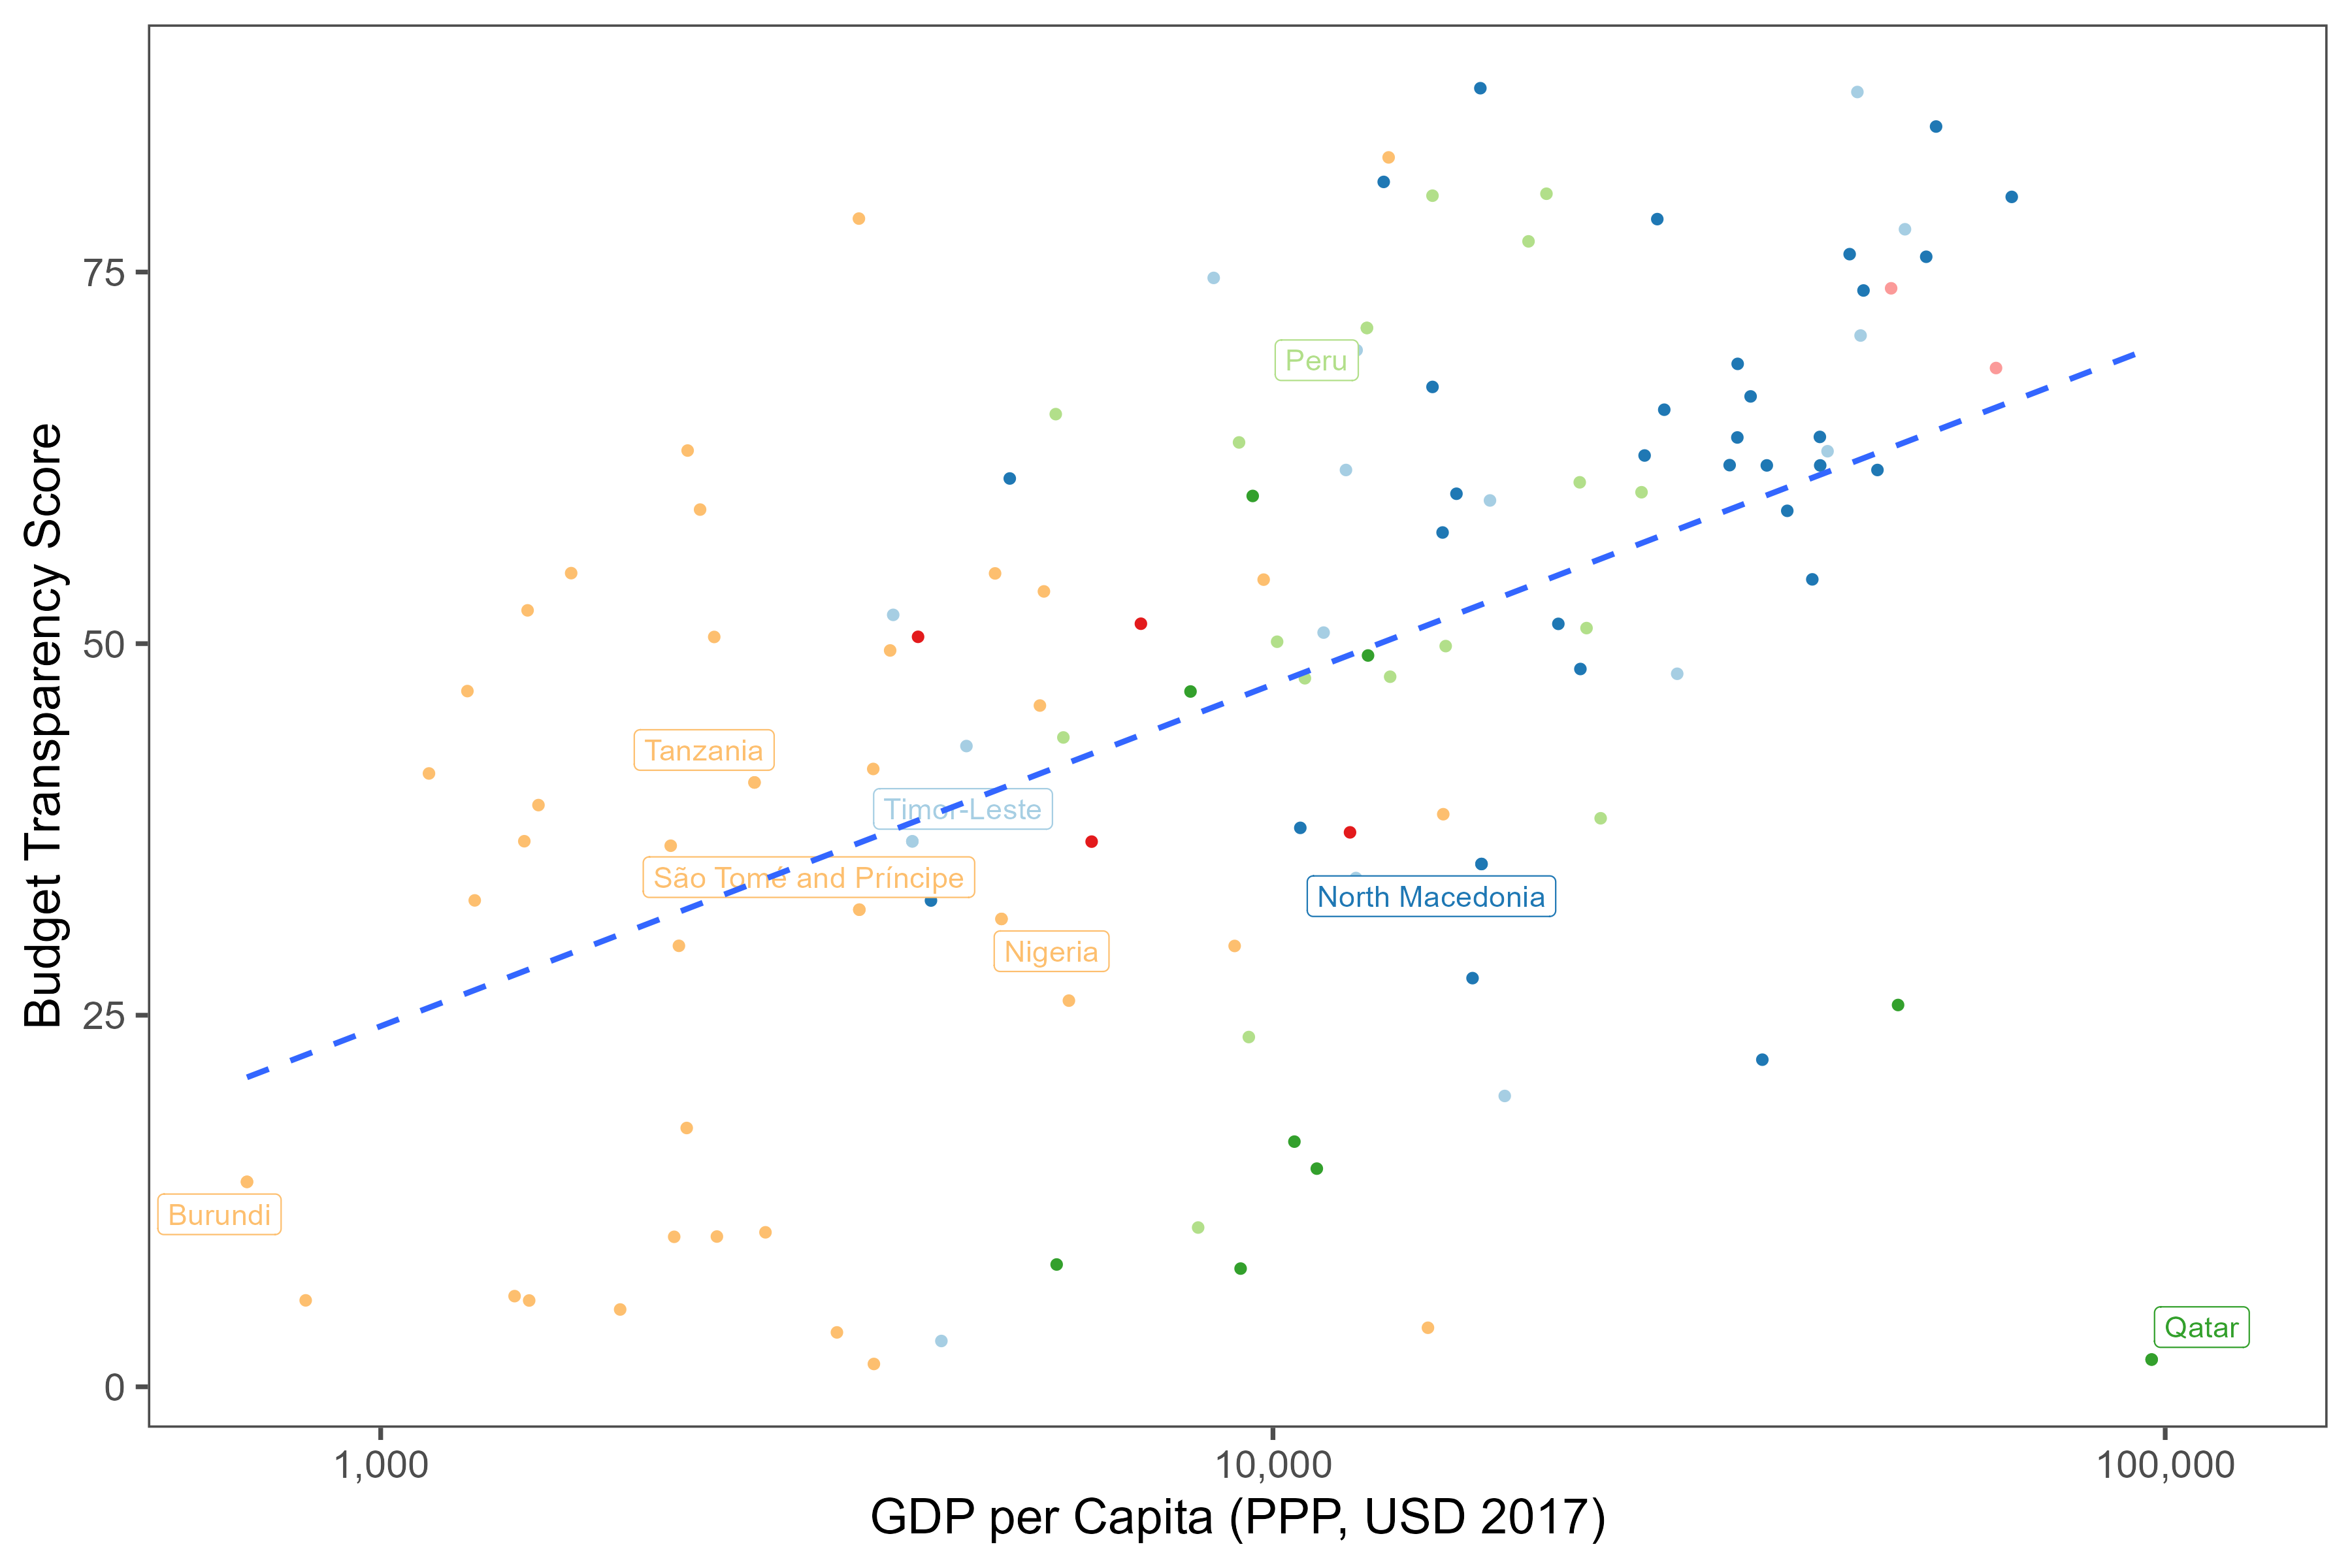 Budget Transparency Score
75
50
25
0
Peru
Tanzania
Timor-Leste
São Tomé and Príncipe
North Macedonia
Nigeria
Burundi
Qatar
1,000
10,000
100,000
GDP per Capita (PPP, USD 2017)